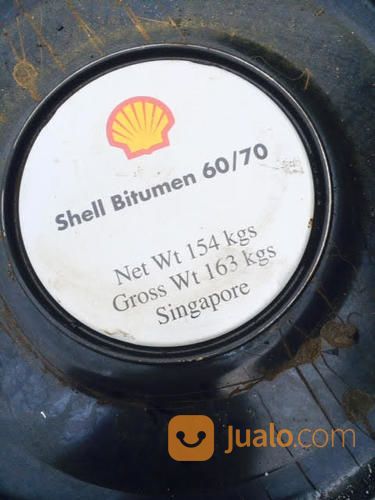 Shell Bitumen 60/70
Net Wt 154 kgs
Gross Wt 163 kgs
Singapore
jualo.com